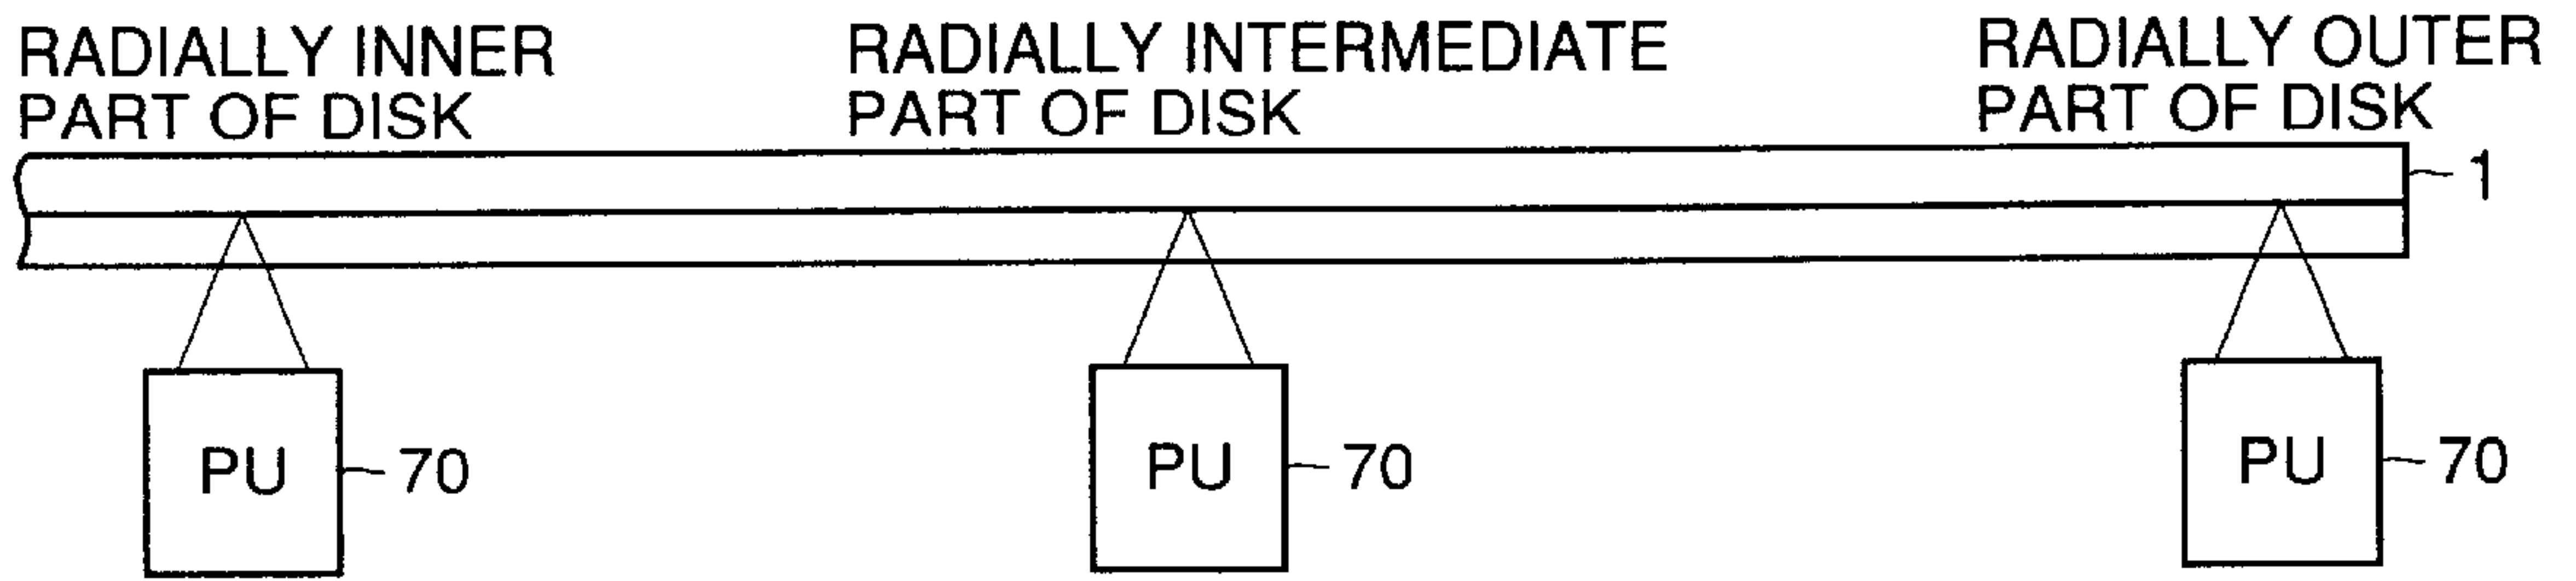 RADIALLY INNER
PART OF DISK
RADIALLY INTERMEDIATE
PART OF DISK
RADIALLY OUTER
PART OF DISK
1
PU
70
PU
70
PU
70